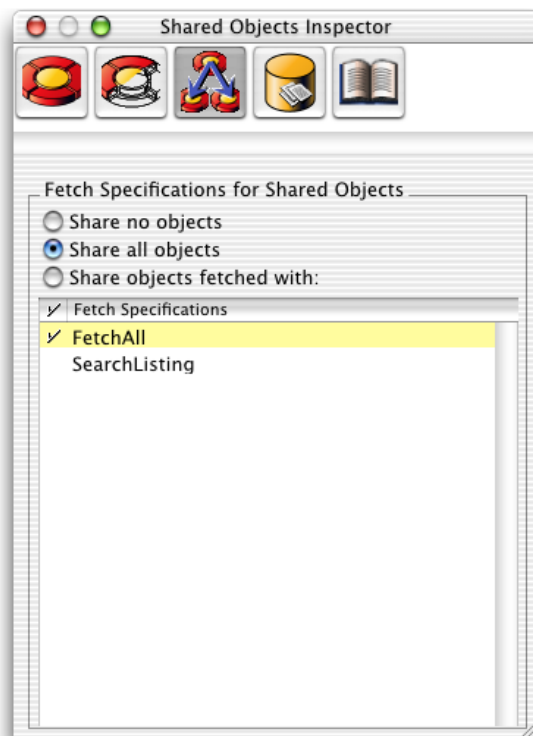 Shared Objects Inspector
Fetch Specifications for Shared Objects
Share no objects
Share all objects
Share objects fetched with:
Fetch Specifications
FetchAll
SearchListing